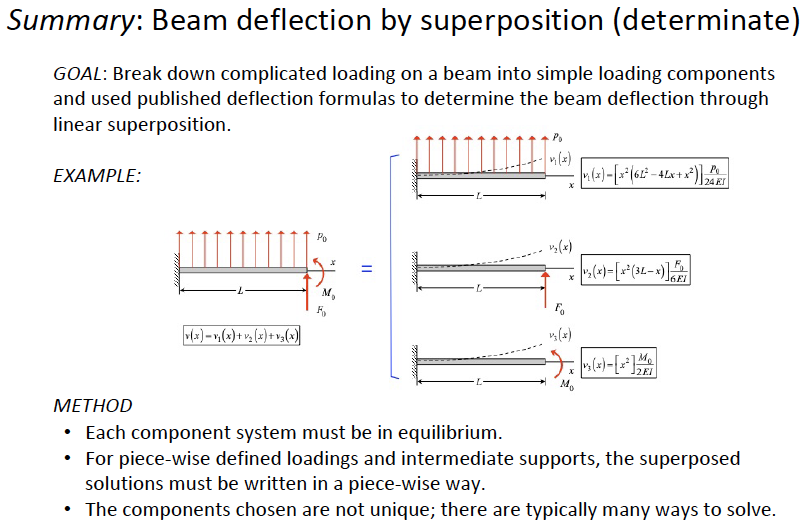 Summary: Beam deflection by superposition (determinate)
GOAL: Break down complicated loading on a beam into simple loading components
and used published deflection formulas to determine the beam deflection through
linear superposition.
EXAMPLE:
p₀
v₁(x)
x
L
v₁(x)=[x²(6L²−4Lx+x²)] p₀/24EI
p₀
x
L
M₀
F₀
v(x)=v₁(x)+v₂(x)+v₃(x)
=
v₂(x)
x
L
F₀
v₂(x)=[x²(3L−x)] F₀/6EI
v₃(x)
x
L
M₀
v₃(x)=[x²] M₀/2EI
METHOD
• Each component system must be in equilibrium.
• For piece-wise defined loadings and intermediate supports, the superposed
solutions must be written in a piece-wise way.
• The components chosen are not unique; there are typically many ways to solve.